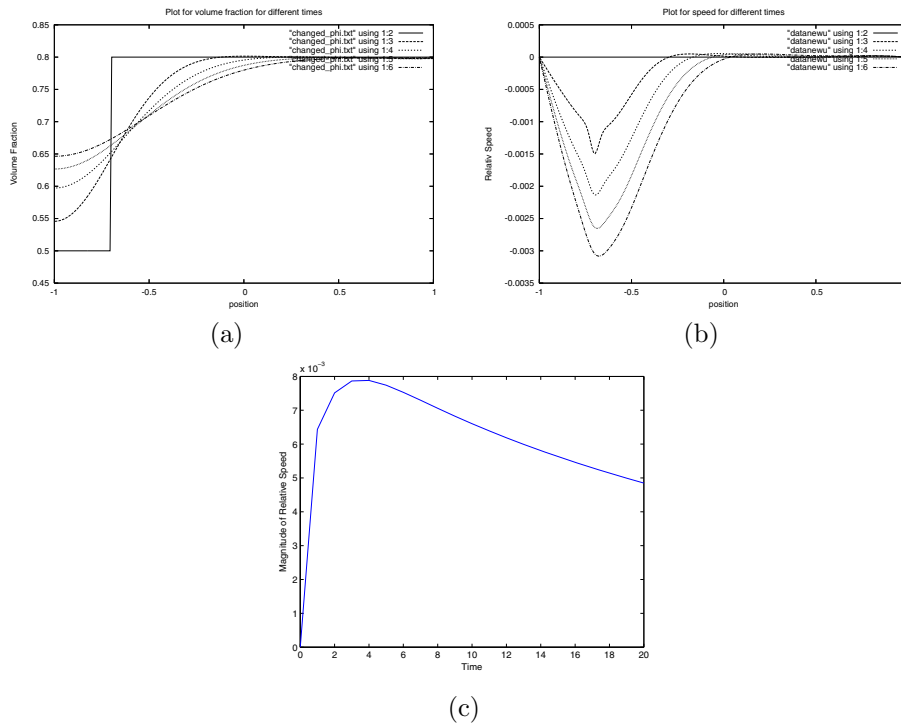 Plot for volume fraction for different times
0.85
0.8
0.75
0.7
0.65
0.6
0.55
0.5
0.45
Volume Fraction
"changed_phi.txt" using 1:2
"changed_phi.txt" using 1:3
"changed_phi.txt" using 1:4
"changed_phi.txt" using 1:5
"changed_phi.txt" using 1:6
-1
-0.5
0
0.5
1
position
(a)
Plot for speed for different times
0.0005
0
-0.0005
-0.001
-0.0015
-0.002
-0.0025
-0.003
-0.0035
Relativ Speed
"datanewu" using 1:2
"datanewu" using 1:3
"datanewu" using 1:4
"datanewu" using 1:5
"datanewu" using 1:6
-1
-0.5
0
0.5
position
(b)
x 10⁻³
8
7
6
5
4
3
2
1
0
Magnitude of Relative Speed
0 2 4 6 8 10 12 14 16 18 20
Time
(c)